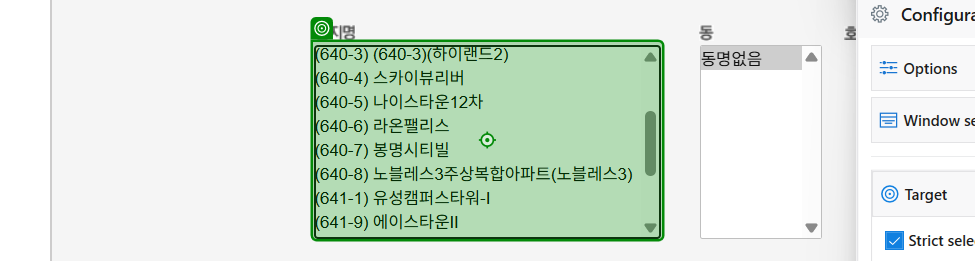 지명
(640-3) (640-3)(하이랜드2)
(640-4) 스카이뷰리버
(640-5) 나이스타운12차
(640-6) 라온팰리스
(640-7) 봉명시티빌
(640-8) 노블레스3주상복합아파트(노블레스3)
(641-1) 유성캠퍼스타워-I
(641-9) 에이스타운II
동
동명없음
호
Configura
Options
Window se
Target
Strict sele